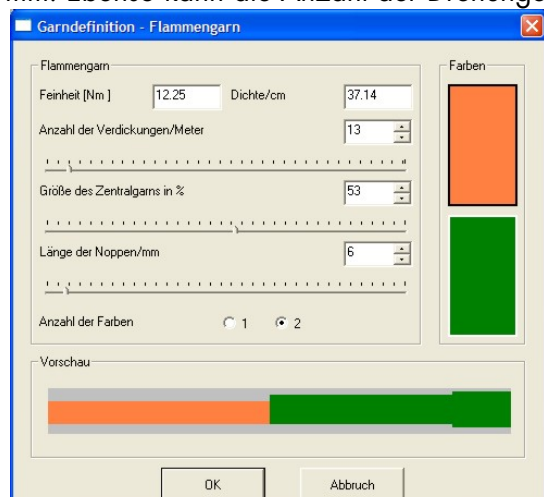 Garndefinition - Flammengarn
Flammengarn
Farben
Feinheit [Nm ] 12.25 Dichte/cm 37.14
Anzahl der Verdickungen/Meter 13
Größe des Zentralgarns in % 53
Länge der Noppen/mm 6
Anzahl der Farben 1 2
Vorschau
OK Abbruch